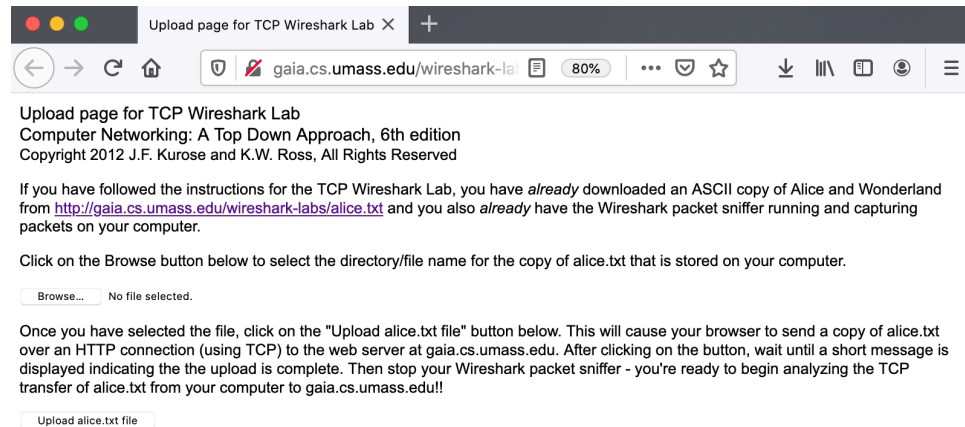 Upload page for TCP Wireshark Lab
gaia.cs.umass.edu/wireshark-la
80%
Upload page for TCP Wireshark Lab
Computer Networking: A Top Down Approach, 6th edition
Copyright 2012 J.F. Kurose and K.W. Ross, All Rights Reserved
If you have followed the instructions for the TCP Wireshark Lab, you have already downloaded an ASCII copy of Alice and Wonderland
from http://gaia.cs.umass.edu/wireshark-labs/alice.txt and you also already have the Wireshark packet sniffer running and capturing
packets on your computer.
Click on the Browse button below to select the directory/file name for the copy of alice.txt that is stored on your computer.
Browse... No file selected.
Once you have selected the file, click on the "Upload alice.txt file" button below. This will cause your browser to send a copy of alice.txt
over an HTTP connection (using TCP) to the web server at gaia.cs.umass.edu. After clicking on the button, wait until a short message is
displayed indicating the the upload is complete. Then stop your Wireshark packet sniffer - you're ready to begin analyzing the TCP
transfer of alice.txt from your computer to gaia.cs.umass.edu!!
Upload alice.txt file